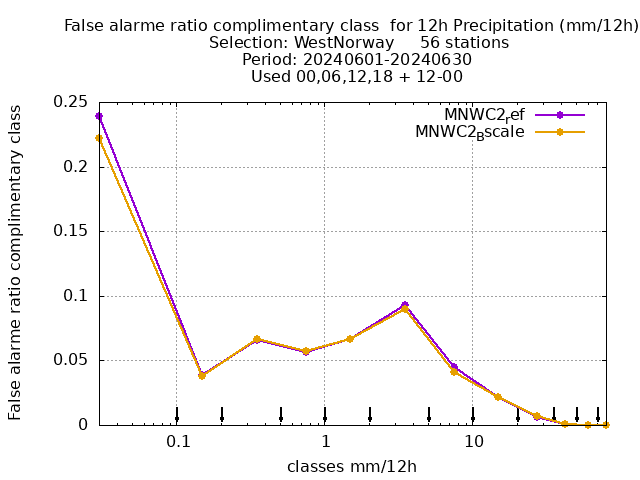 False alarme ratio complimentary class  for 12h Precipitation (mm/12h)
Selection: WestNorway     56 stations
Period: 20240601-20240630
Used 00,06,12,18 + 12-00
MNWC2ref
MNWC2Bscale
False alarme ratio complimentary class
0.25
0.2
0.15
0.1
0.05
0
0.1
1
10
classes mm/12h